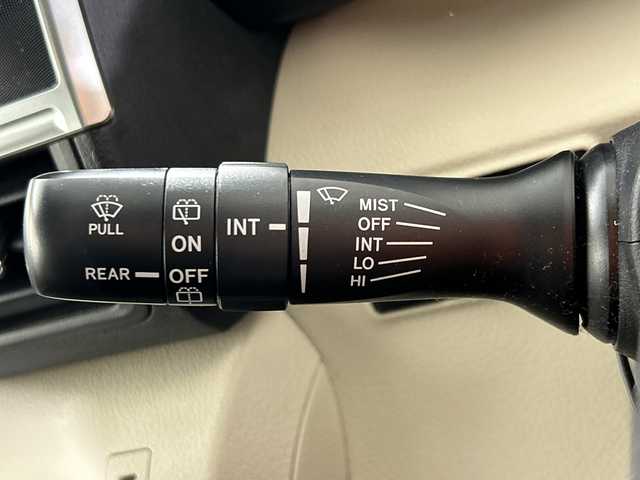 PULL
REAR
ON
OFF
INT
MIST
OFF
INT
LO
HI